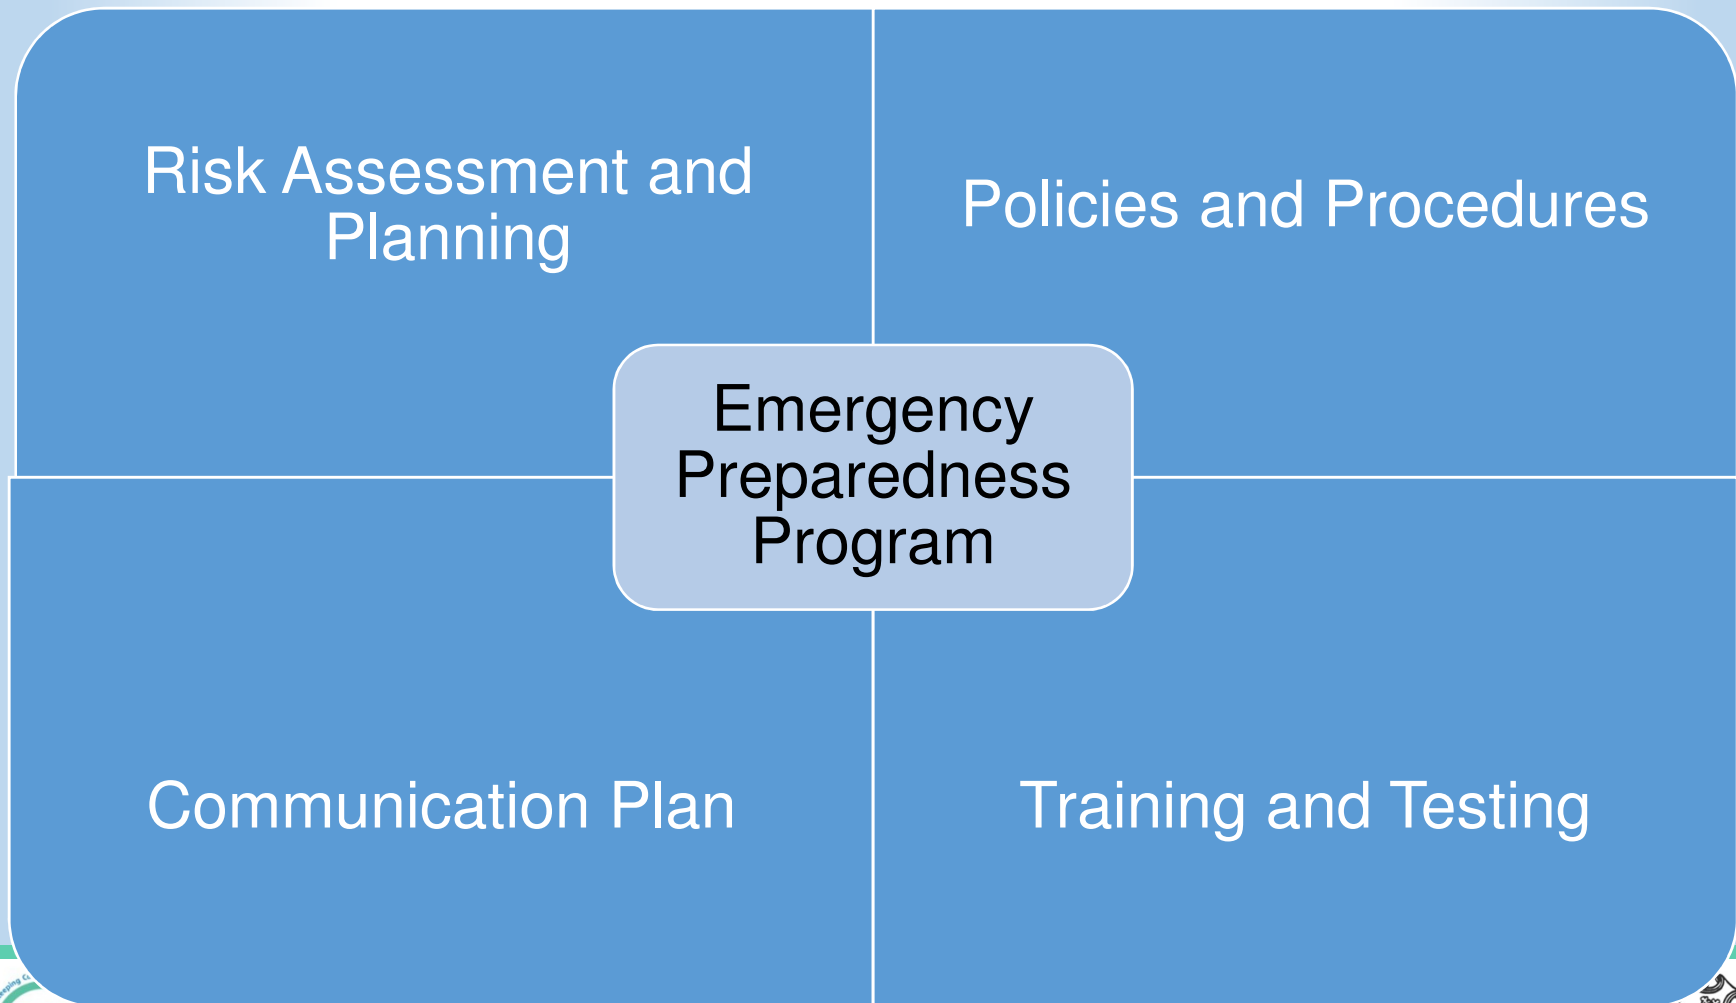 Risk Assessment and
Planning
Policies and Procedures
Emergency
Preparedness
Program
Communication Plan
Training and Testing